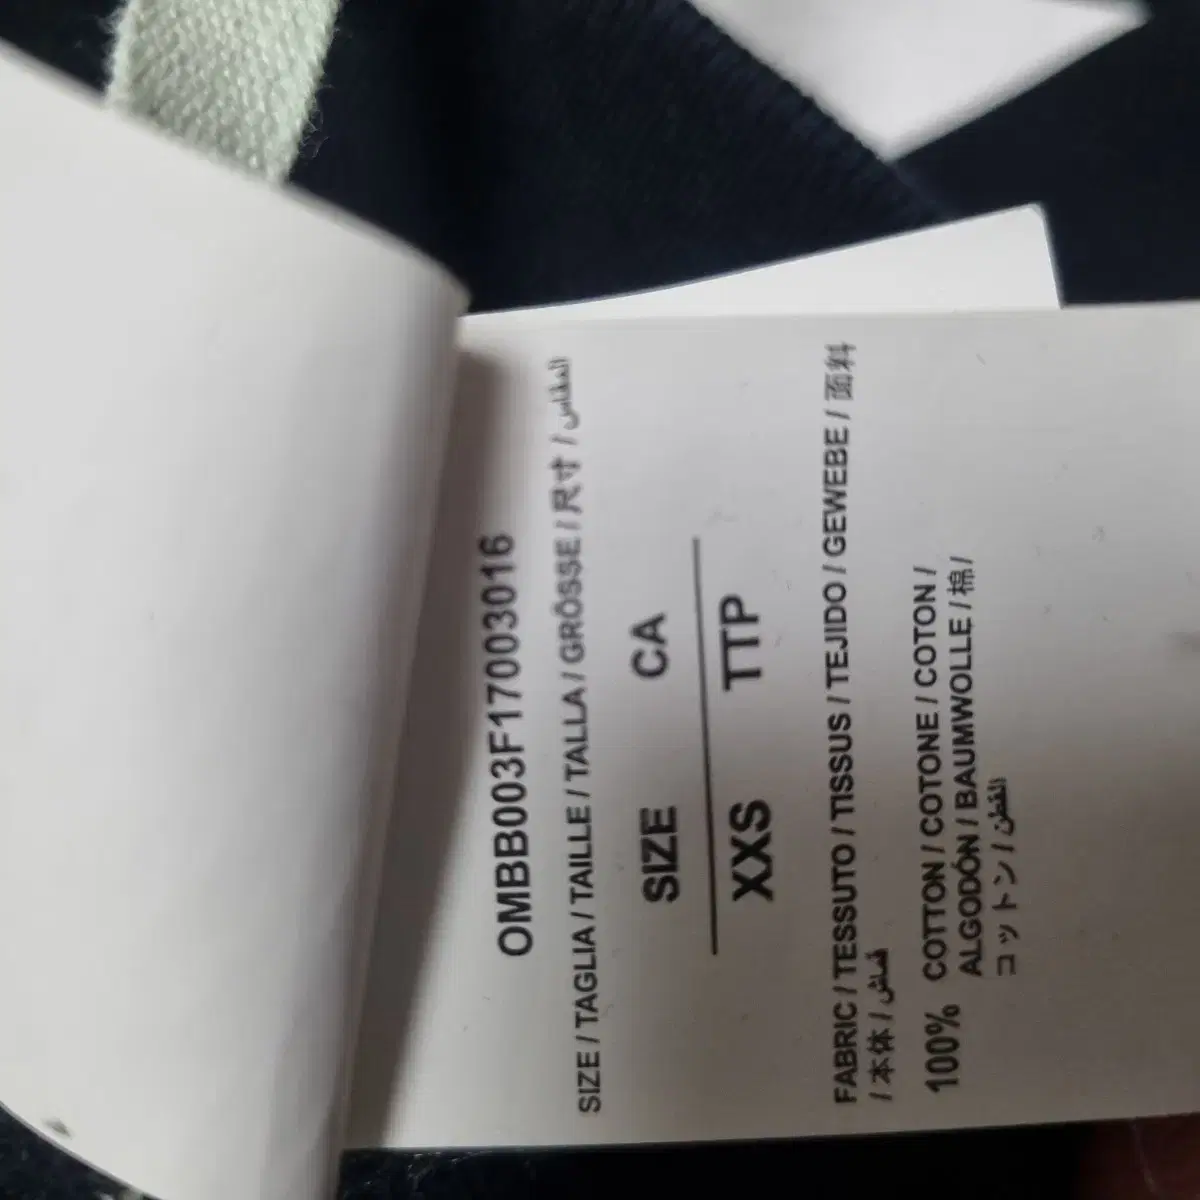 OMBB003F17003016
SIZE / TAGLIA / TAILLE / TALLA / GRÖSSE / 尺寸 / المقاس
SIZE CA
XXS TTP
FABRIC / TESSUTO / TISSUS / TEJIDO / GEWEBE / 面料
/ 本体 / قماش
100% COTTON / COTONE / COTON /
ALGODÓN / BAUMWOLLE / 棉 /
コットン / القطن